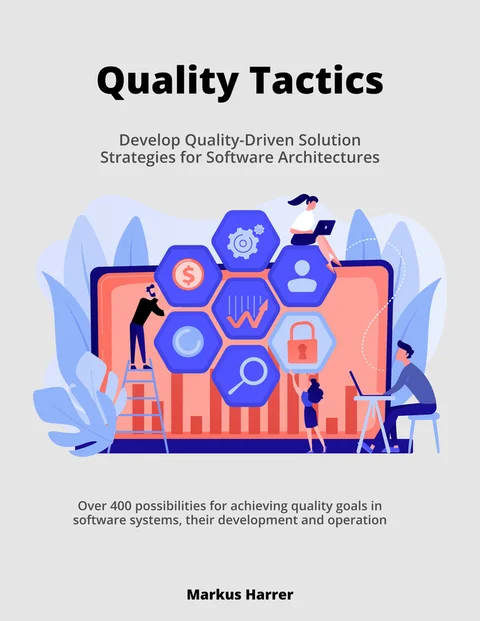 Quality Tactics
Develop Quality-Driven Solution
Strategies for Software Architectures
$
Over 400 possibilities for achieving quality goals in
software systems, their development and operation
Markus Harrer